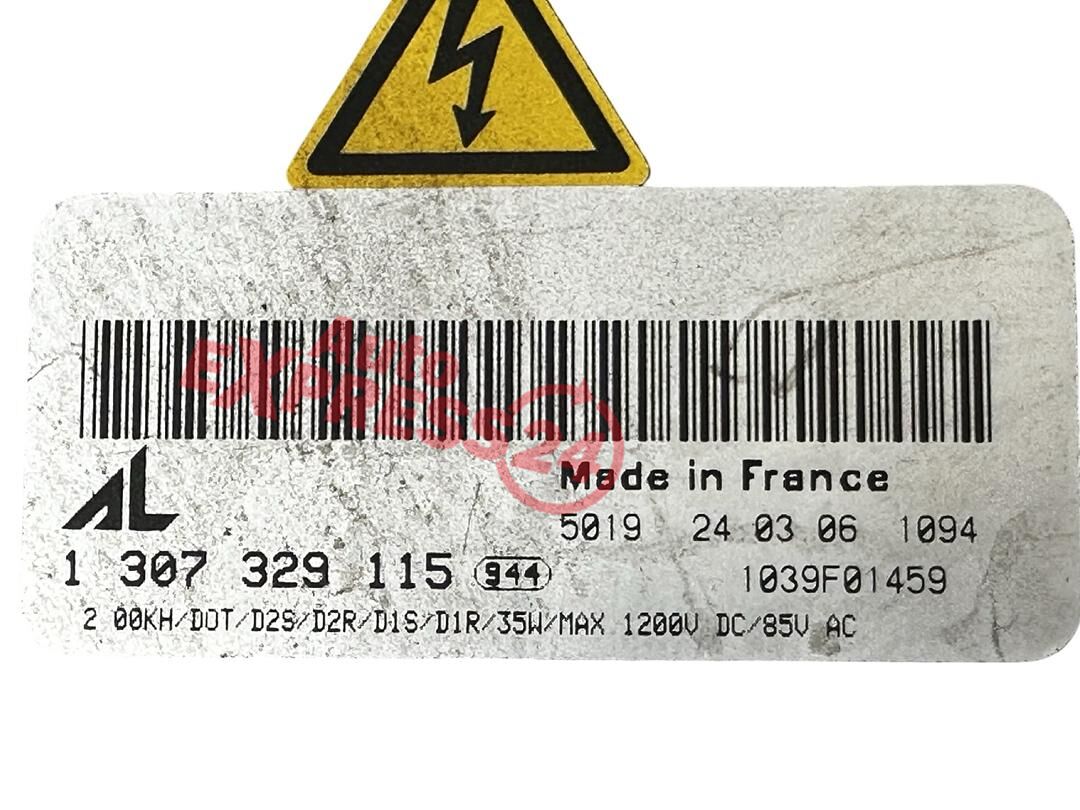 Auto
EXPRESS24
AL
Made in France
5019 24 03 06 1094
1 307 329 115 944
1039F01459
2 00KH/DOT/D2S/D2R/D1S/D1R/35W/MAX 1200V DC/85V AC